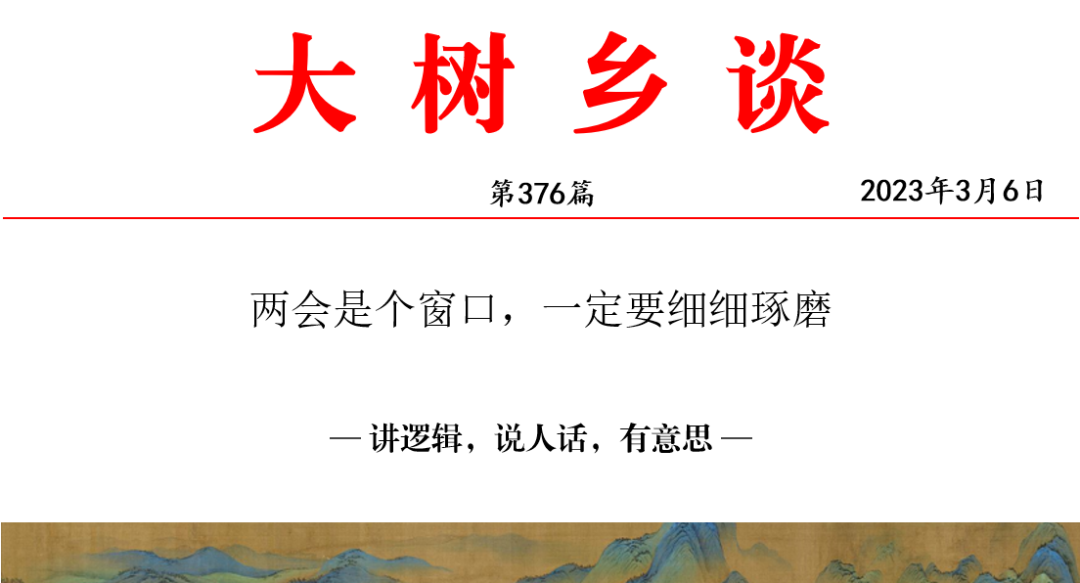 大树乡谈
第376篇
2023年3月6日
两会是个窗口，一定要细细琢磨
— 讲逻辑，说人话，有意思 —